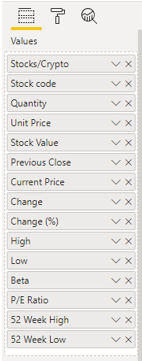 Values
Stocks/Crypto
Stock code
Quantity
Unit Price
Stock Value
Previous Close
Current Price
Change
Change (%)
High
Low
Beta
P/E Ratio
52 Week High
52 Week Low